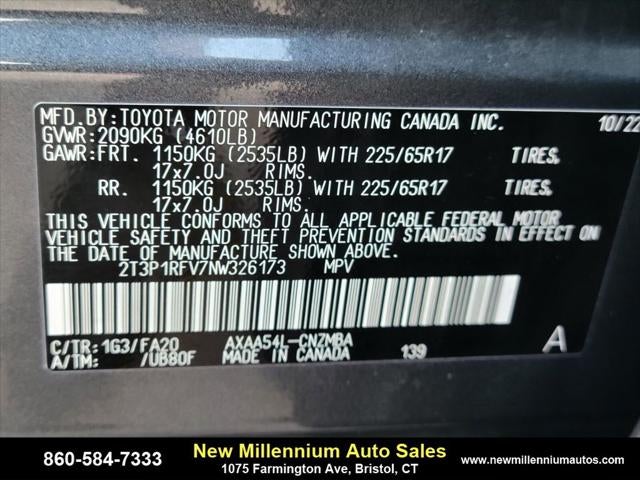 MFD.BY:TOYOTA MOTOR MANUFACTURING CANADA INC. 10/22
GVWR:2090KG (4610LB)
GAWR:FRT. 1150KG (2535LB) WITH 225/65R17 TIRES,
17x7.0J RIMS.
RR. 1150KG (2535LB) WITH 225/65R17 TIRES,
17x7.0J RIMS.
THIS VEHICLE CONFORMS TO ALL APPLICABLE FEDERAL MOTOR
VEHICLE SAFETY AND THEFT PREVENTION STANDARDS IN EFFECT ON
THE DATE OF MANUFACTURE SHOWN ABOVE.
2T3P1RFV7NW326173 MPV
C/TR:1G3/FA20 AXAA54L-CNZMBA
A/TM: /UB80F MADE IN CANADA 139 A
860-584-7333 New Millennium Auto Sales www.newmillenniumautos.com
1075 Farmington Ave, Bristol, CT